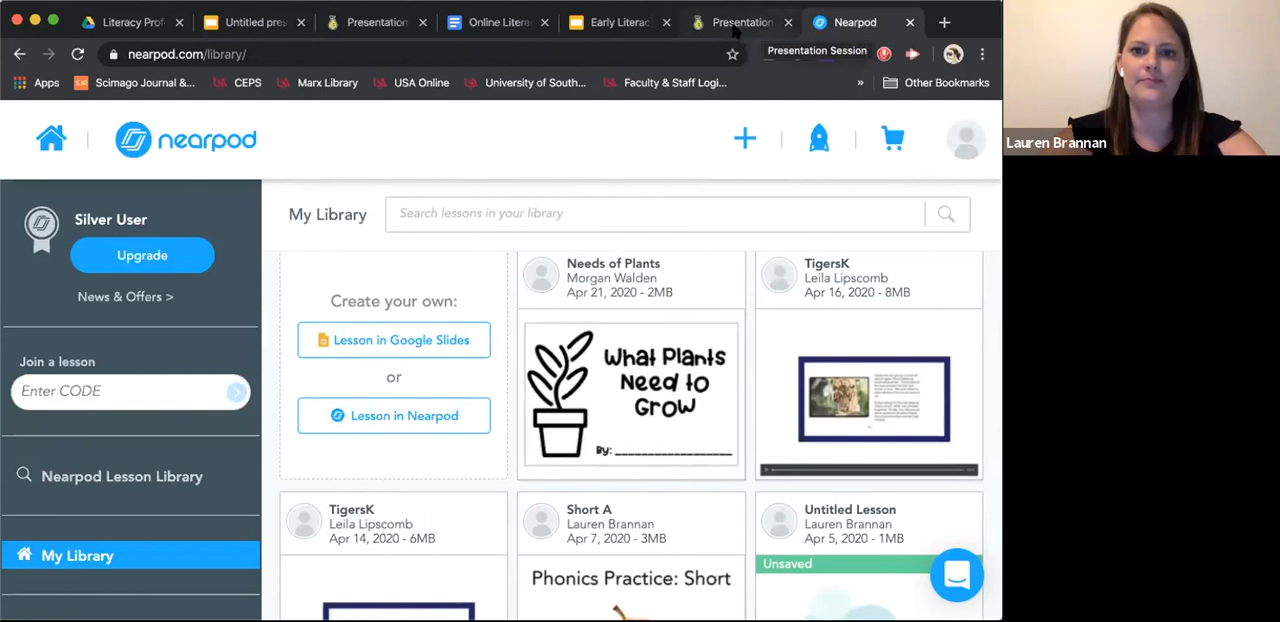 Literacy Prof
Untitled pres
Presentation
Online Litera
Early Literac
Presentation
Nearpod
nearpod.com/library/
Presentation Session
Apps
Scimago Journal &...
CEPS
Marx Library
USA Online
University of South...
Faculty & Staff Logi...
»
Other Bookmarks
nearpod
Lauren Brannan
Silver User
Upgrade
News & Offers >
Join a lesson
Enter CODE
Nearpod Lesson Library
My Library
My Library
Search lessons in your library
Create your own:
Lesson in Google Slides
or
Lesson in Nearpod
Needs of Plants
Morgan Walden
Apr 21, 2020 - 2MB
What Plants
Need to
Grow
By:
TigersK
Leila Lipscomb
Apr 16, 2020 - 8MB
TigersK
Leila Lipscomb
Apr 14, 2020 - 6MB
Short A
Lauren Brannan
Apr 7, 2020 - 3MB
Phonics Practice: Short
Untitled Lesson
Lauren Brannan
Apr 5, 2020 - 1MB
Unsaved